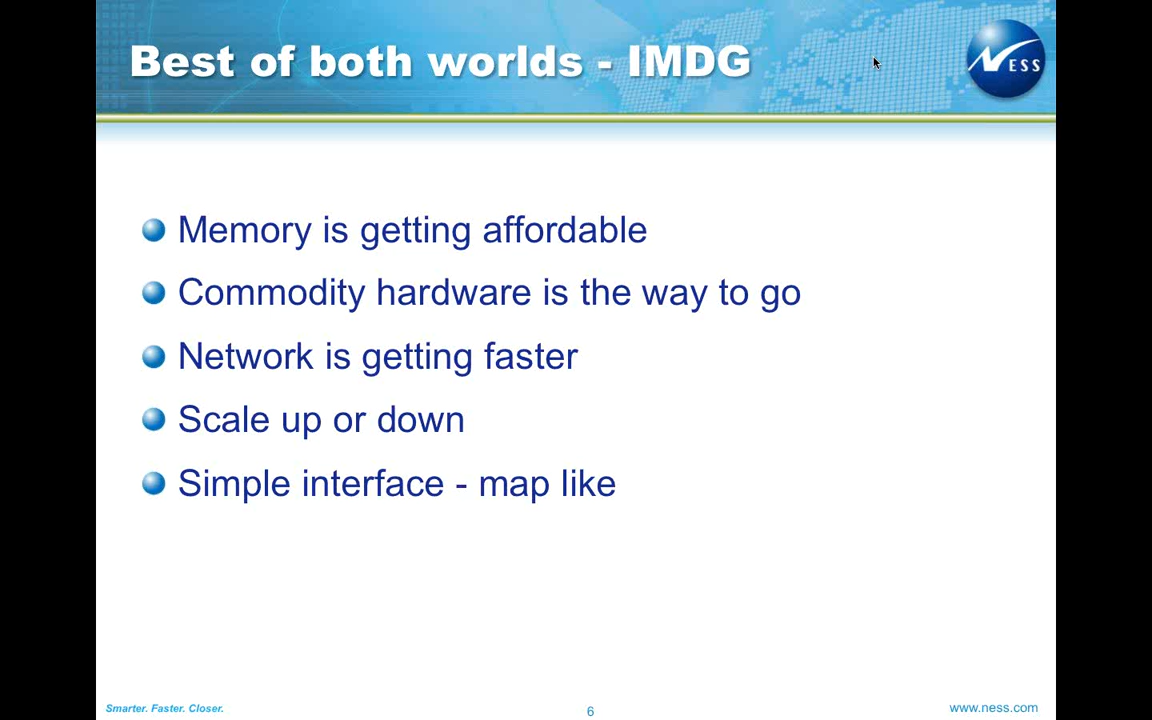 Best of both worlds - IMDG
NESS
Memory is getting affordable
Commodity hardware is the way to go
Network is getting faster
Scale up or down
Simple interface - map like
Smarter. Faster. Closer.
6
www.ness.com